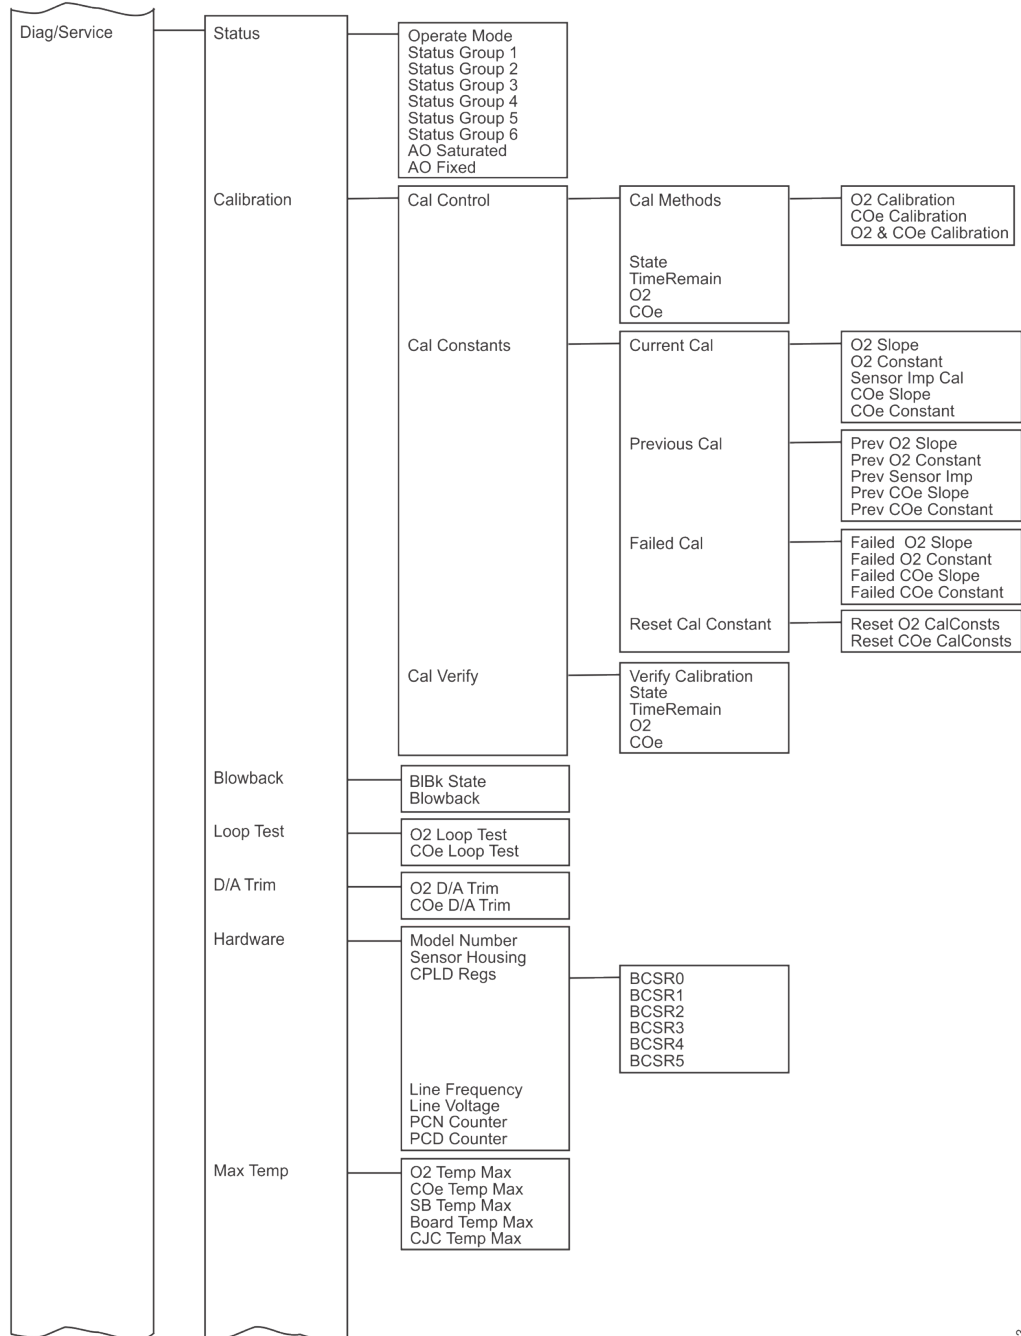 Diag/Service
Status
Operate Mode
Status Group 1
Status Group 2
Status Group 3
Status Group 4
Status Group 5
Status Group 6
AO Saturated
AO Fixed
Calibration
Cal Control
Cal Methods
O2 Calibration
COe Calibration
O2 & COe Calibration
State
TimeRemain
O2
COe
Cal Constants
Current Cal
O2 Slope
O2 Constant
Sensor Imp Cal
COe Slope
COe Constant
Previous Cal
Prev O2 Slope
Prev O2 Constant
Prev Sensor Imp
Prev COe Slope
Prev COe Constant
Failed Cal
Failed O2 Slope
Failed O2 Constant
Failed COe Slope
Failed COe Constant
Reset Cal Constant
Reset O2 CalConsts
Reset COe CalConsts
Cal Verify
Verify Calibration
State
TimeRemain
O2
COe
Blowback
BlBk State
Blowback
Loop Test
O2 Loop Test
COe Loop Test
D/A Trim
O2 D/A Trim
COe D/A Trim
Hardware
Model Number
Sensor Housing
CPLD Regs
BCSR0
BCSR1
BCSR2
BCSR3
BCSR4
BCSR5
Line Frequency
Line Voltage
PCN Counter
PCD Counter
Max Temp
O2 Temp Max
COe Temp Max
SB Temp Max
Board Temp Max
CJC Temp Max